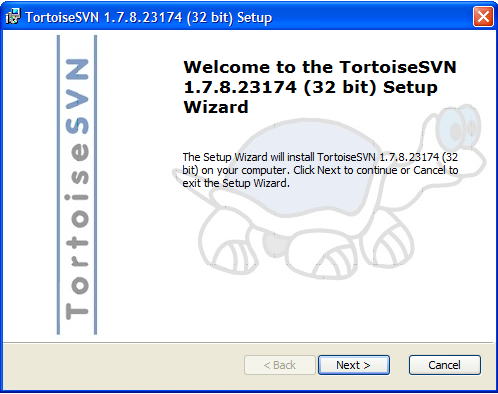 TortoiseSVN 1.7.8.23174 (32 bit) Setup
TortoiseSVN
Welcome to the TortoiseSVN
1.7.8.23174 (32 bit) Setup
Wizard
The Setup Wizard will install TortoiseSVN 1.7.8.23174 (32
bit) on your computer. Click Next to continue or Cancel to
exit the Setup Wizard.
< Back
Next >
Cancel